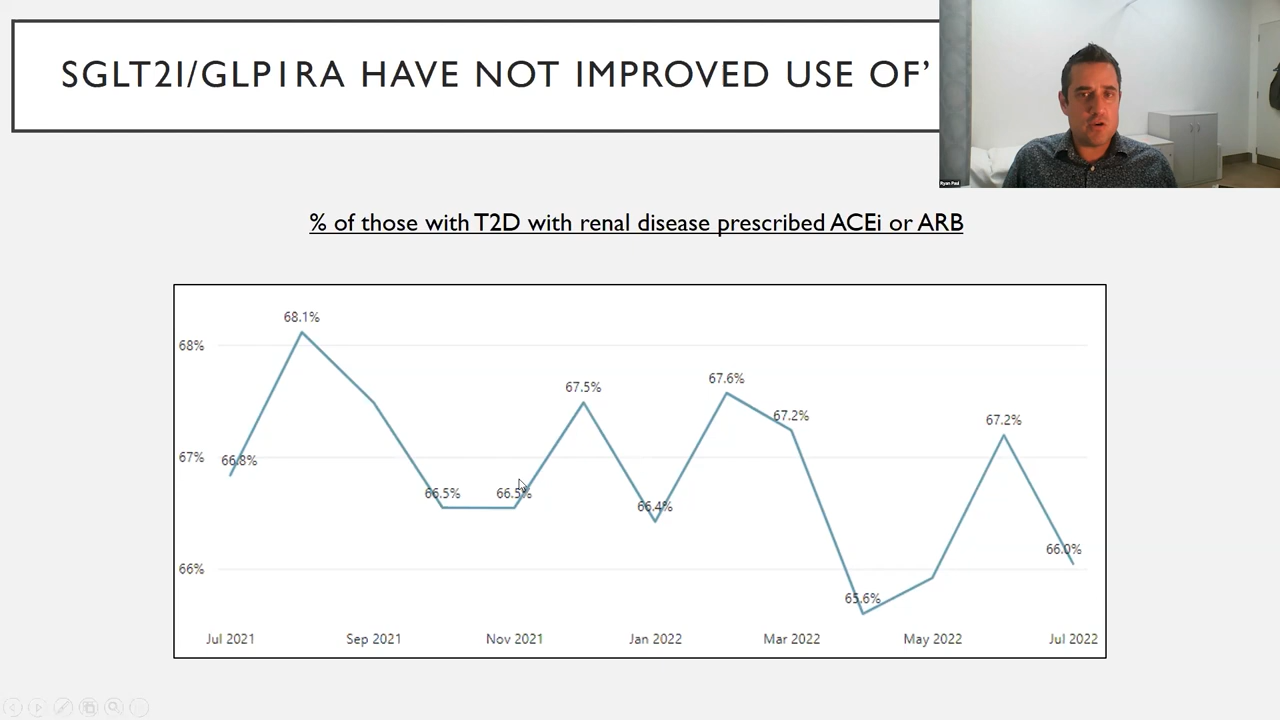 SGLT2I/GLP1RA HAVE NOT IMPROVED USE OF’
Ryan Paul
% of those with T2D with renal disease prescribed ACEi or ARB
68.1%
68%
67.5%
67.6%
67.2%
67.2%
67%
66.8%
66.5%
66.5%
66.4%
66.0%
66%
65.6%
Jul 2021
Sep 2021
Nov 2021
Jan 2022
Mar 2022
May 2022
Jul 2022